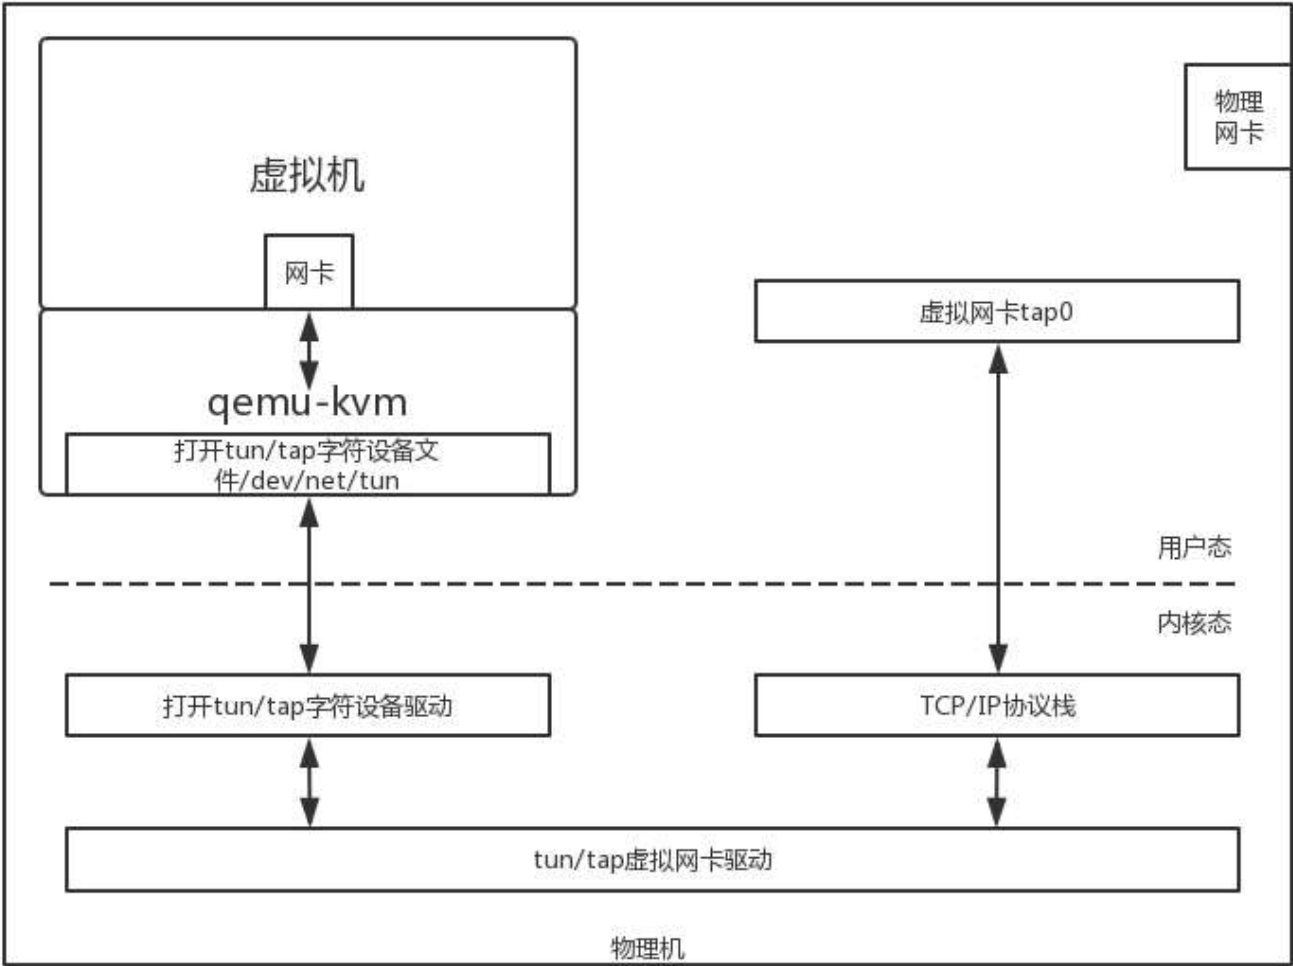 物理
网卡
虚拟机
网卡
虚拟网卡tap0
qemu-kvm
打开tun/tap字符设备文
件/dev/net/tun
用户态
内核态
打开tun/tap字符设备驱动
TCP/IP协议栈
tun/tap虚拟网卡驱动
物理机